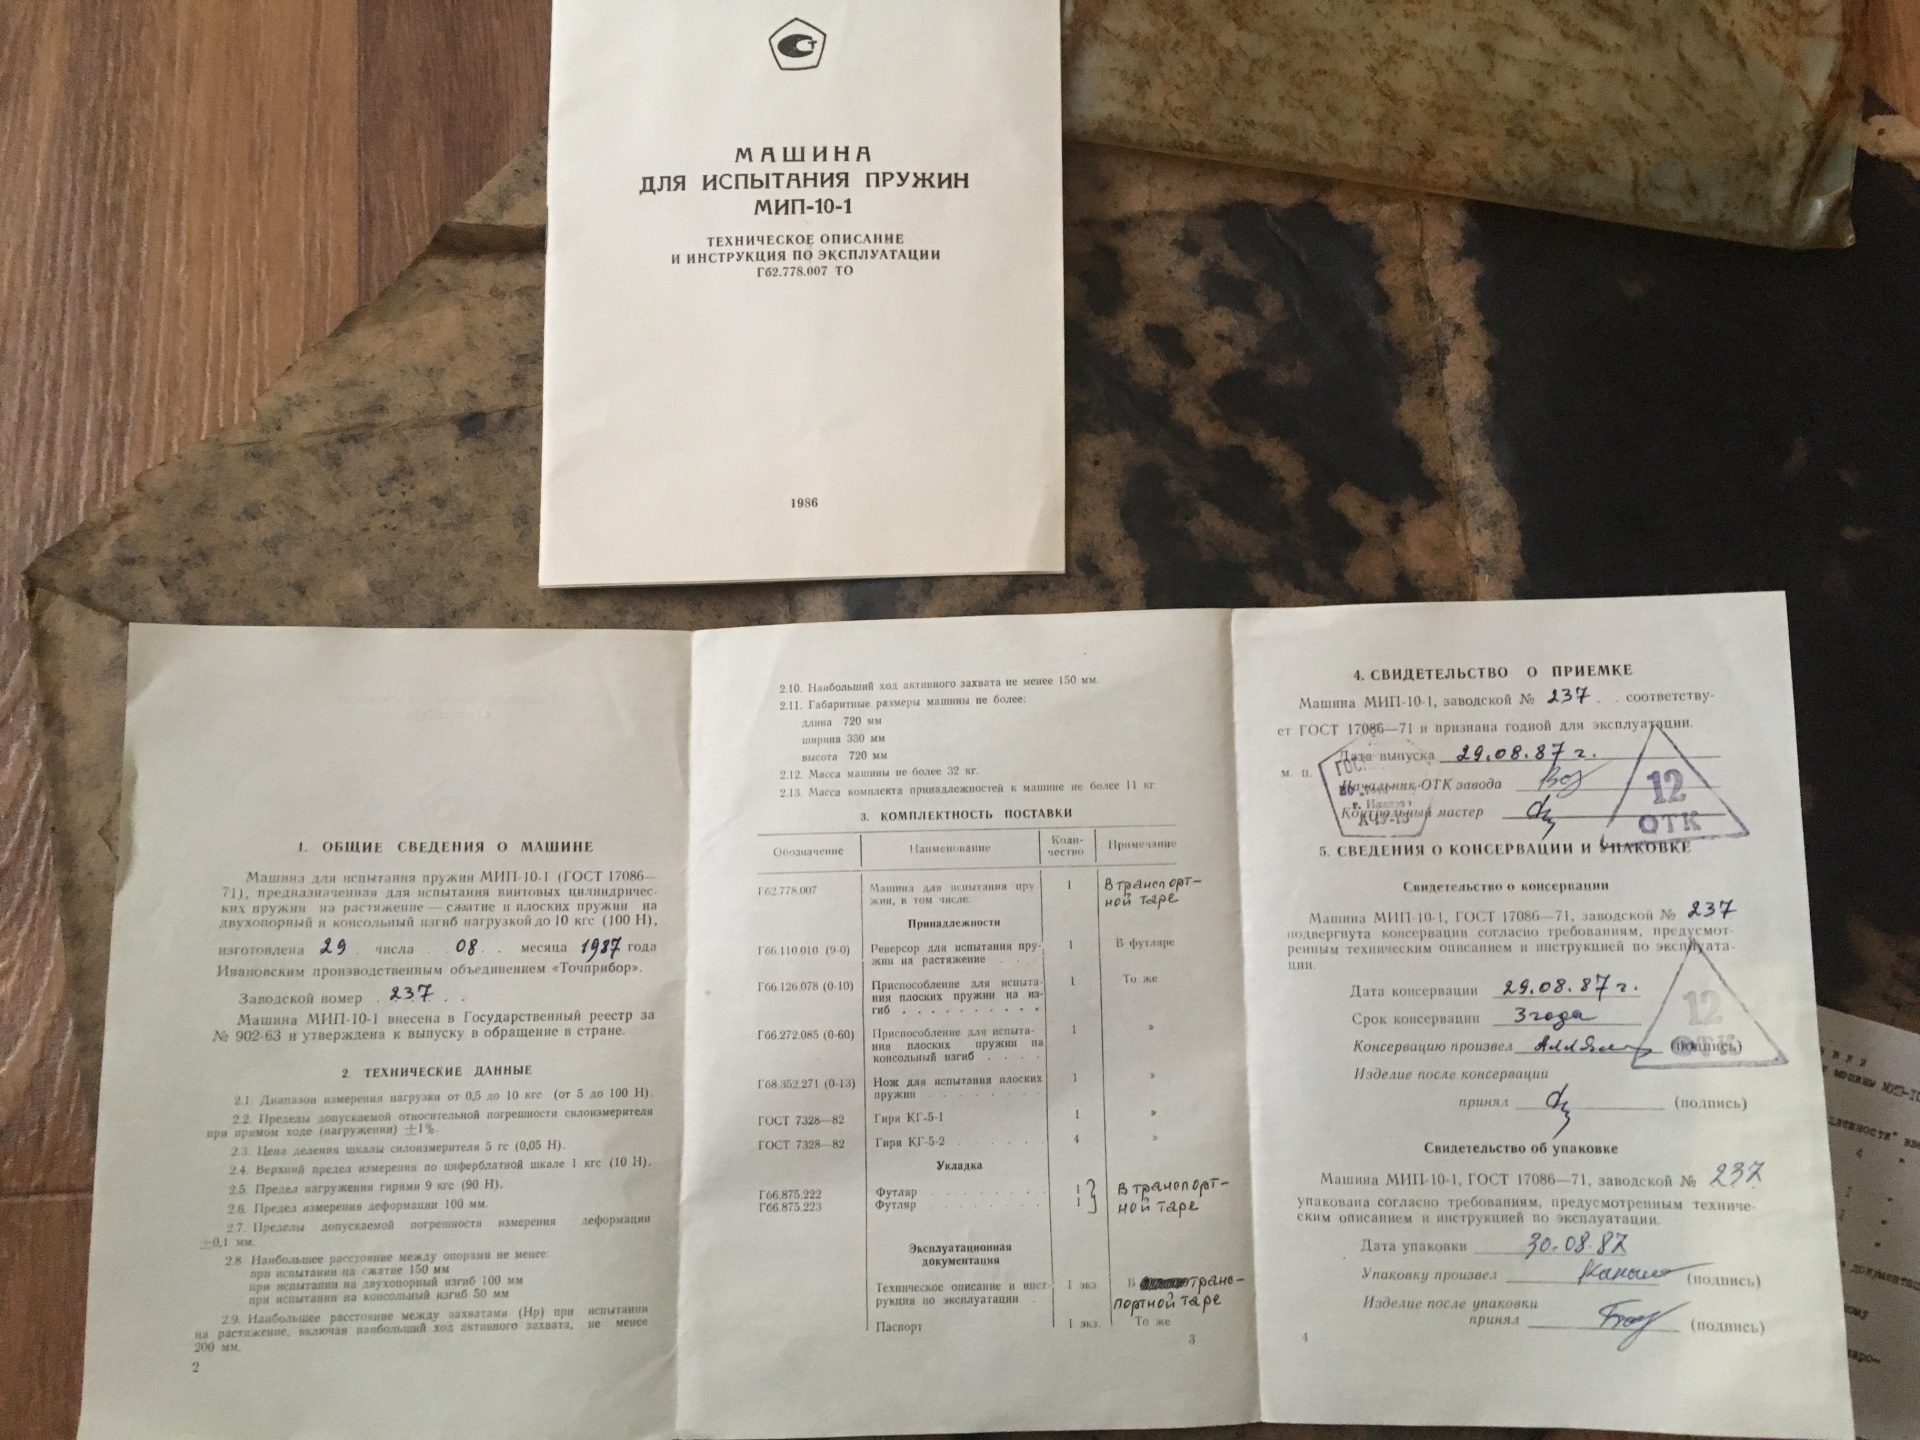 МАШИНА
ДЛЯ ИСПЫТАНИЯ ПРУЖИН
МИП-10-1
ТЕХНИЧЕСКОЕ ОПИСАНИЕ
И ИНСТРУКЦИЯ ПО ЭКСПЛУАТАЦИИ
Гб2.778.007 ТО
1986
1. ОБЩИЕ СВЕДЕНИЯ О МАШИНЕ
Машина для испытания пружин МИП-10-1 (ГОСТ 17086—
71), предназначенная для испытания винтовых цилиндричес-
ких пружин на растяжение — сжатие и плоских пружин на
двухопорный и консольный изгиб нагрузкой до 10 кгс (100 Н),
изготовлена 29 числа 08 месяца 1987 года
Ивановским производственным объединением «Точприбор».
Заводской номер 237
Машина МИП-10-1 внесена в Государственный реестр за
№ 902-63 и утверждена к выпуску в обращение в стране.
2. ТЕХНИЧЕСКИЕ ДАННЫЕ
2.1. Диапазон измерения нагрузки от 0,5 до 10 кгс (от 5 до 100 Н).
2.2. Пределы допускаемой относительной погрешности силоизмерителя
при прямом ходе (нагружении) ±1%.
2.3. Цена деления шкалы силоизмерителя 5 гс (0,05 Н).
2.4. Верхний предел измерения по циферблатной шкале 1 кгс (10 Н).
2.5. Предел нагружения гирями 9 кгс (90 Н).
2.6. Предел измерения деформации 100 мм.
2.7. Пределы допускаемой погрешности измерения деформации
±0,1 мм.
2.8. Наибольшее расстояние между опорами не менее:
при испытании на сжатие 150 мм
при испытании на двухопорный изгиб 100 мм
при испытании на консольный изгиб 50 мм
2.9. Наибольшее расстояние между захватами (Нр) при испытании
на растяжение, включая наибольший ход активного захвата, не менее
200 мм.
2
2.10. Наибольший ход активного захвата не менее 150 мм.
2.11. Габаритные размеры машины не более:
длина 720 мм
ширина 330 мм
высота 720 мм
2.12. Масса машины не более 32 кг.
2.13. Масса комплекта принадлежностей к машине не более 11 кг.
3. КОМПЛЕКТНОСТЬ ПОСТАВКИ
Обозначение Наименование Коли-чество Примечание
Гб2.778.007 Машина для испытания пру- 1 В транспорт-
жин, в том числе: ной таре
Принадлежности
Гб6.110.010 (9-0) Реверсор для испытания пру- 1 В футляре
жин на растяжение . . .
Гб6.126.078 (0-10) Приспособление для испыта- 1 То же
ния плоских пружин на из-
гиб . . . . . . . . . .
Гб6.272.085 (0-60) Приспособление для испыта- 1 »
ния плоских пружин на
консольный изгиб . . . .
Гб8.352.271 (0-13) Нож для испытания плоских 1 »
пружин . . . . . . . .
ГОСТ 7328—82 Гиря КГ-5-1 1 »
ГОСТ 7328—82 Гиря КГ-5-2 . . . . . . 4 »
Укладка
Гб6.875.222 Футляр . . . . . . . . 1 В транспорт-
Гб6.875.223 Футляр . . . . . . . . 1 ной таре
Эксплуатационная
документация
Техническое описание и инст- 1 экз. В транс-
рукция по эксплуатации . портной таре
Паспорт 1 экз. То же
3
4. СВИДЕТЕЛЬСТВО О ПРИЕМКЕ
Машина МИП-10-1, заводской № 237 . . соответству-
ет ГОСТ 17086—71 и признана годной для эксплуатации.
Дата выпуска 29.08.87 г.
м. п.
Начальник ОТК завода
Контрольный мастер
12
ОТК
5. СВЕДЕНИЯ О КОНСЕРВАЦИИ И УПАКОВКЕ
Свидетельство о консервации
Машина МИП-10-1, ГОСТ 17086—71, заводской № 237
подвергнута консервации согласно требованиям, предусмот-
ренным техническим описанием и инструкцией по эксплуата-
ции.
Дата консервации 29.08.87 г.
Срок консервации 3 года
12
ОТК
Консервацию произвел (подпись)
Изделие после консервации
принял (подпись)
Свидетельство об упаковке
Машина МИП-10-1, ГОСТ 17086—71, заводской № 237
упакована согласно требованиям, предусмотренным техниче-
ским описанием и инструкцией по эксплуатации.
Дата упаковки 30.08.87
Упаковку произвел (подпись)
Изделие после упаковки
принял (подпись)
4